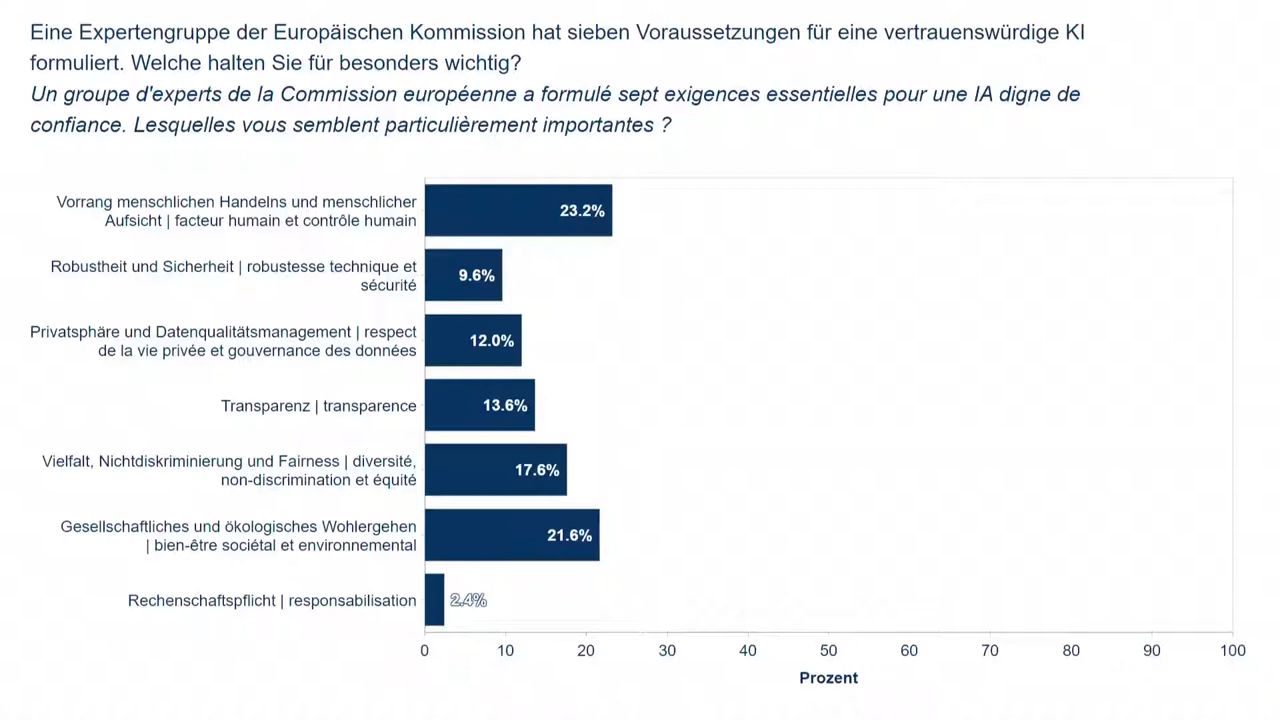 Eine Expertengruppe der Europäischen Kommission hat sieben Voraussetzungen für eine vertrauenswürdige KI
formuliert. Welche halten Sie für besonders wichtig?
Un groupe d'experts de la Commission européenne a formulé sept exigences essentielles pour une IA digne de
confiance. Lesquelles vous semblent particulièrement importantes ?
Vorrang menschlichen Handelns und menschlicher
Aufsicht | facteur humain et contrôle humain
23.2%
Robustheit und Sicherheit | robustesse technique et
sécurité
9.6%
Privatsphäre und Datenqualitätsmanagement | respect
de la vie privée et gouvernance des données
12.0%
Transparenz | transparence
13.6%
Vielfalt, Nichtdiskriminierung und Fairness | diversité,
non-discrimination et équité
17.6%
Gesellschaftliches und ökologisches Wohlergehen
| bien-être sociétal et environnemental
21.6%
Rechenschaftspflicht | responsabilisation
2.4%
0 10 20 30 40 50 60 70 80 90 100
Prozent